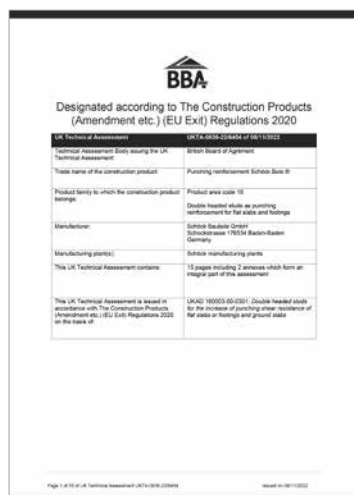 BBA
Designated according to The Construction Products
(Amendment etc.) (EU Exit) Regulations 2020
UK Technical Assessment
UKTA-0836-22/6454 of 08/11/2022
Technical Assessment Body issuing the UK
Technical Assessment:
British Board of Agrément
Trade name of the construction product:
Punching reinforcement Schöck Bole
Product family to which the construction product
belongs:
Product area code 16
Double headed studs as punching
reinforcement for flat slabs and footings
Manufacturer:
Schöck Bauteile GmbH
Schockstrasse 176534 Baden-Baden
Germany
Manufacturing plant(s):
Schöck manufacturing plants
This UK Technical Assessment contains:
15 pages including 2 annexes which form an
integral part of this assessment
This UK Technical Assessment is issued in
accordance with The Construction Products
(Amendment etc.) (EU Exit) Regulations 2020
on the basis of:
UKAD 160003-00-0301: Double headed studs
for the increase of punching shear resistance of
flat slabs or footings and ground slabs
Page 1 of 15 of UK Technical Assessment UKTA-0836-22/6454
Issued on 08/11/2022